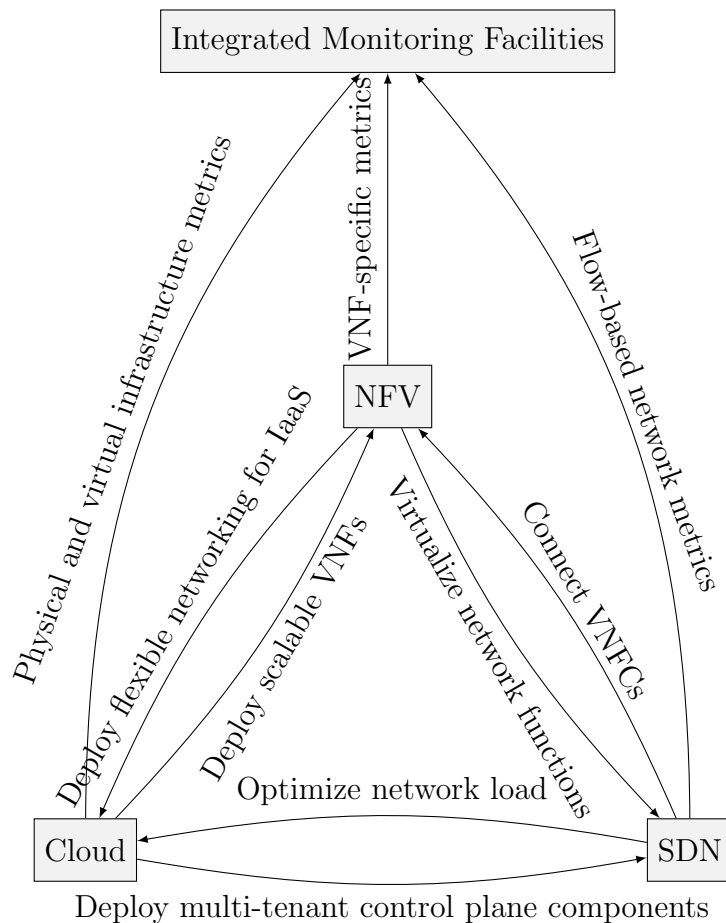 Integrated Monitoring Facilities
Physical and virtual infrastructure metrics
VNF-specific metrics
Flow-based network metrics
NFV
Deploy flexible networking for IaaS
Deploy scalable VNFs
Virtualize network functions
Connect VNFCs
Optimize network load
Cloud
SDN
Deploy multi-tenant control plane components